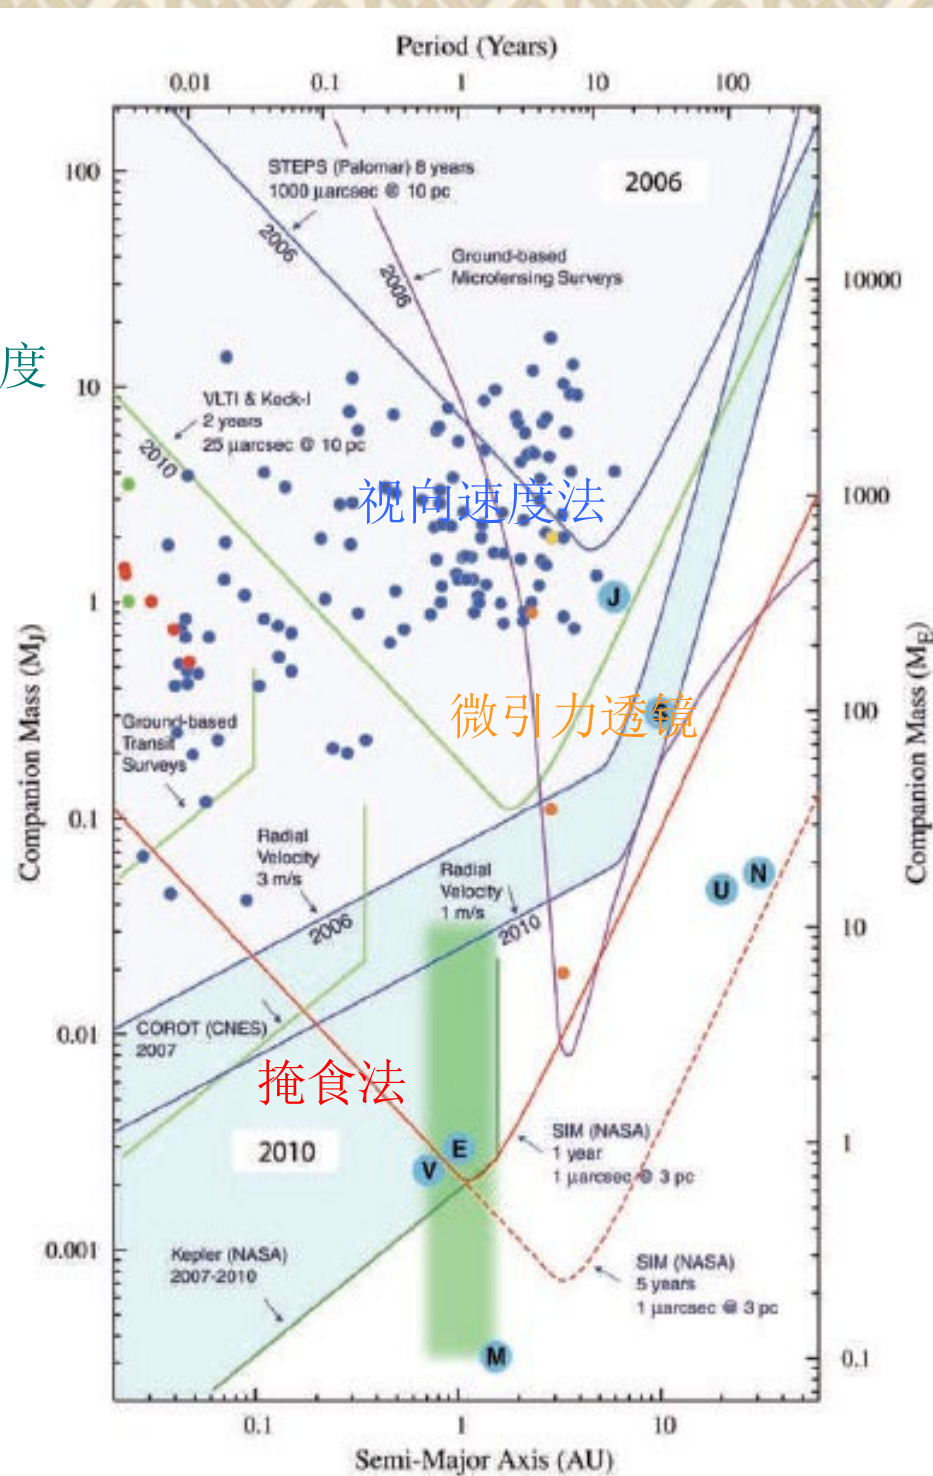 Period (Years)
0.01 0.1 1 10 100
STEPS (Palomar) 8 years
1000 μarcsec @ 10 pc
2006
2006
2006
Ground-based
Microlensing Surveys
度
VLTI & Keck-I
2 years
25 μarcsec @ 10 pc
2010
视向速度法
J
微引力透镜
S
Ground-based
Transit
Surveys
Radial
Velocity
3 m/s
2006
Radial
Velocity
1 m/s
2010
U
N
COROT (CNES)
2007
掩食法
2010
V
E
SIM (NASA)
1 year
1 μarcsec @ 3 pc
Kepler (NASA)
2007-2010
SIM (NASA)
5 years
1 μarcsec @ 3 pc
M
100
10
1
0.1
0.01
0.001
Companion Mass (MJ)
10000
1000
100
10
1
0.1
Companion Mass (ME)
0.1 1 10
Semi-Major Axis (AU)